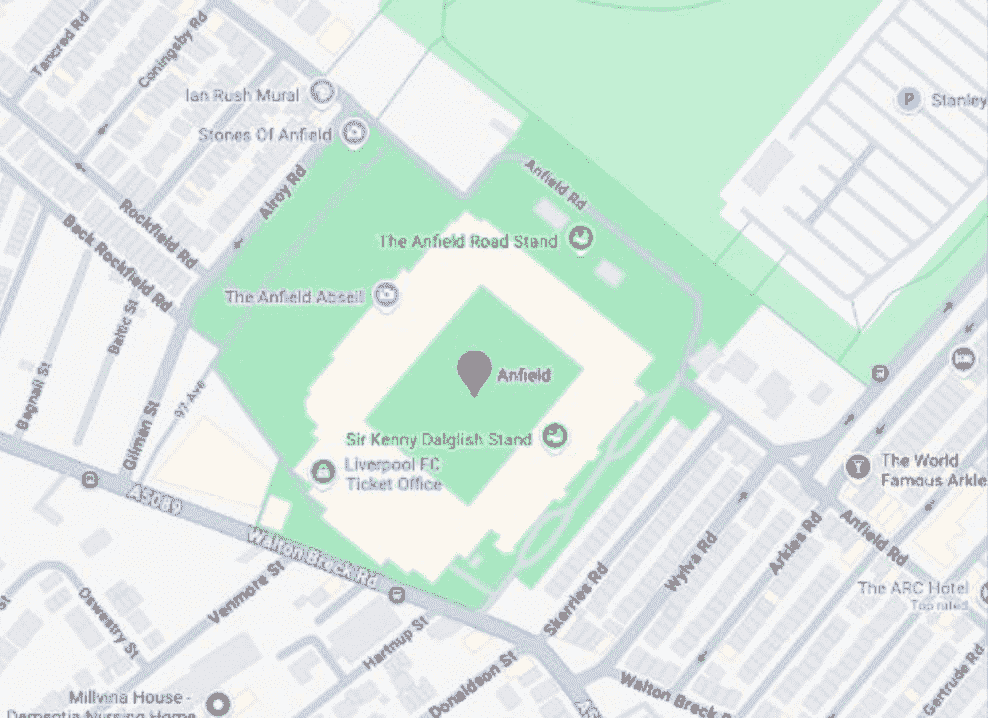 Tancred Rd
Coningsby Rd
Ian Rush Mural
Stones Of Anfield
P
Stanley
Alroy Rd
Anfield Rd
Rockfield Rd
Back Rockfield Rd
The Anfield Road Stand
The Anfield Abseil
Baltic St
Bagnall St
Gilman St
97 Ave
Anfield
Sir Kenny Dalglish Stand
Liverpool FC
Ticket Office
The World
Famous Arkle
A5089
Walton Breck Rd
Venmore St
Oswestry St
St
Hartnup St
Donaldson St
Skerries Rd
Wylva Rd
Arkles Rd
Anfield Rd
The ARC Hotel
Top rated
Gertrude Rd
Millvina House -
Dementia Nursing Home
Walton Breck R